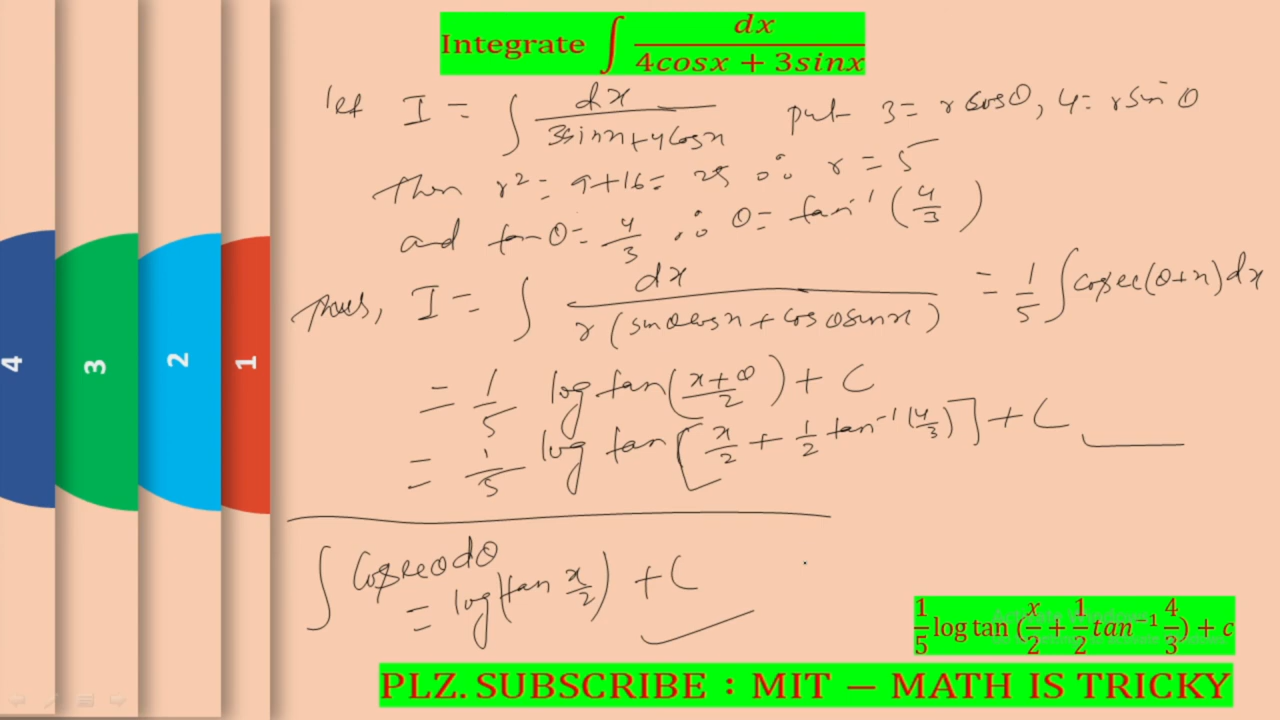 Integrate ∫ dx / (4cosx + 3sinx)
let I = ∫ dx / (3sinx + 4cosx) put 3 = r cosθ, 4 = r sinθ
then r² = 9+16 = 25 ∴ r = 5
and tanθ = 4/3 ∴ θ = tan⁻¹(4/3)
Thus, I = ∫ dx / r(sinθcosx + cosθsinx) = 1/5 ∫ cosec(θ+x) dx
= 1/5 log tan((x+θ)/2) + C
= 1/5 log tan[x/2 + 1/2 tan⁻¹(4/3)] + C
∫ Cosecθ dθ
= log(tan x/2) + C
1/5 log tan (x/2 + 1/2 tan⁻¹ 4/3) + c
PLZ. SUBSCRIBE : MIT − MATH IS TRICKY
4
3
2
1